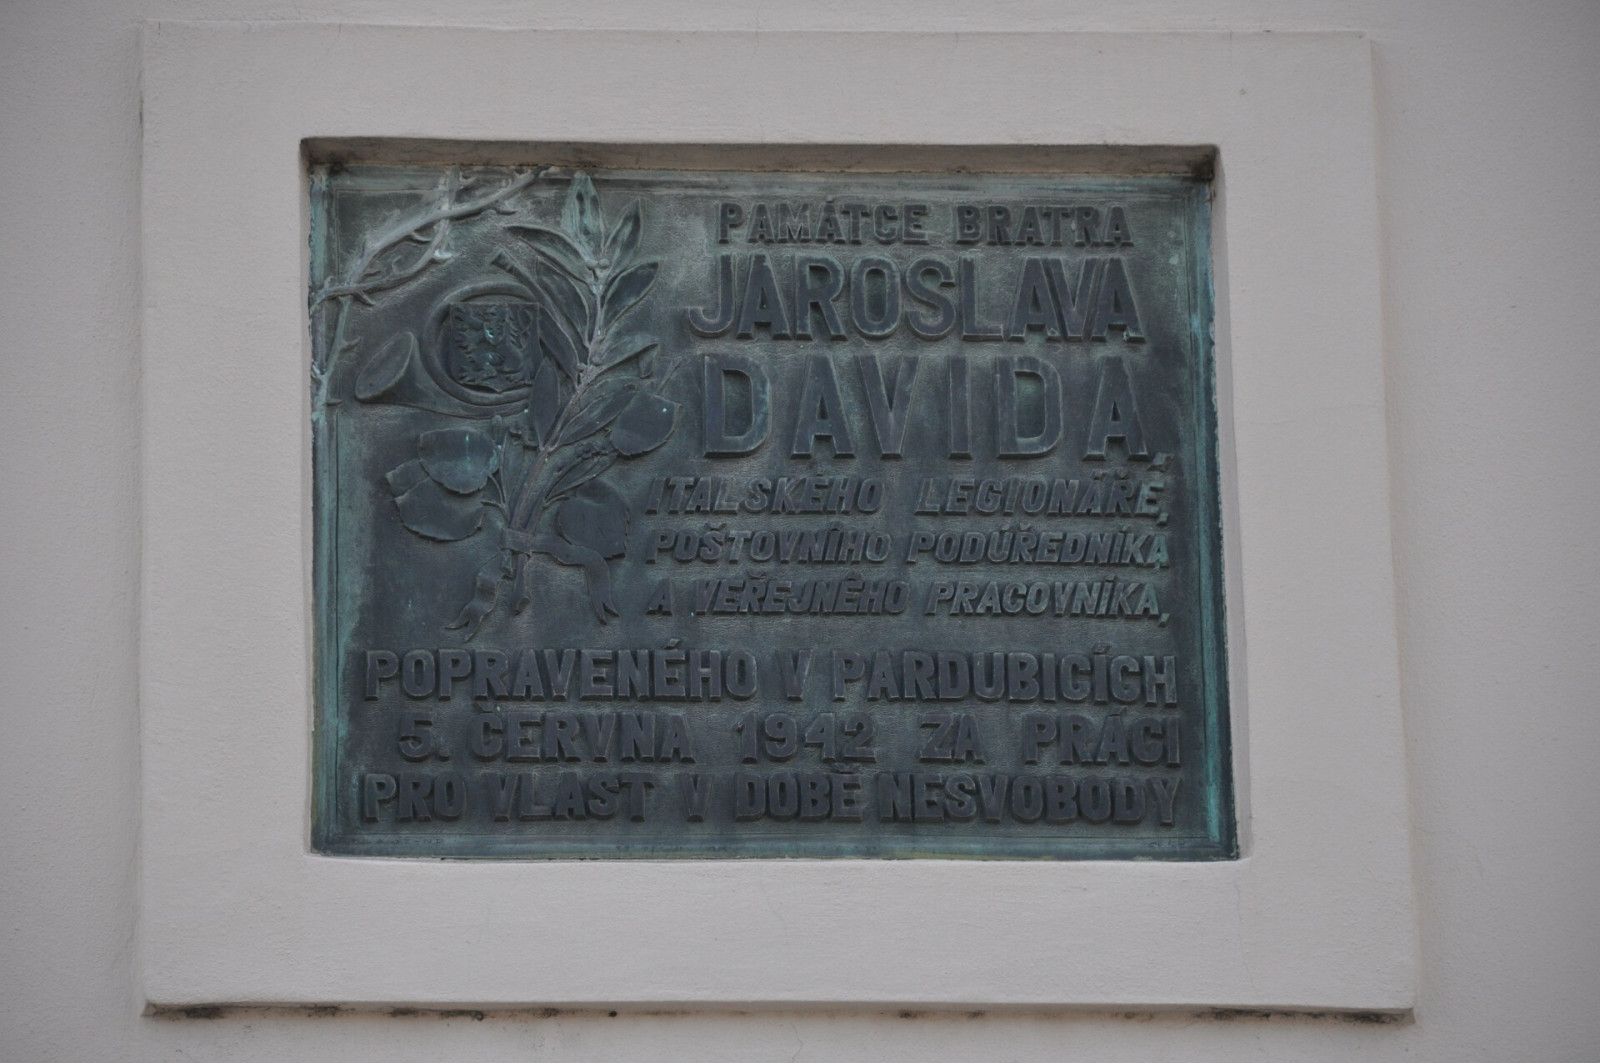 PAMÁTCE BRATRA
JAROSLAVA
DAVIDA,
ITALSKÉHO LEGIONÁŘE,
POŠTOVNÍHO PODÚŘEDNÍKA
A VEŘEJNÉHO PRACOVNÍKA,
POPRAVENÉHO V PARDUBICÍCH
5. ČERVNA 1942 ZA PRÁCI
PRO VLAST V DOBĚ NESVOBODY